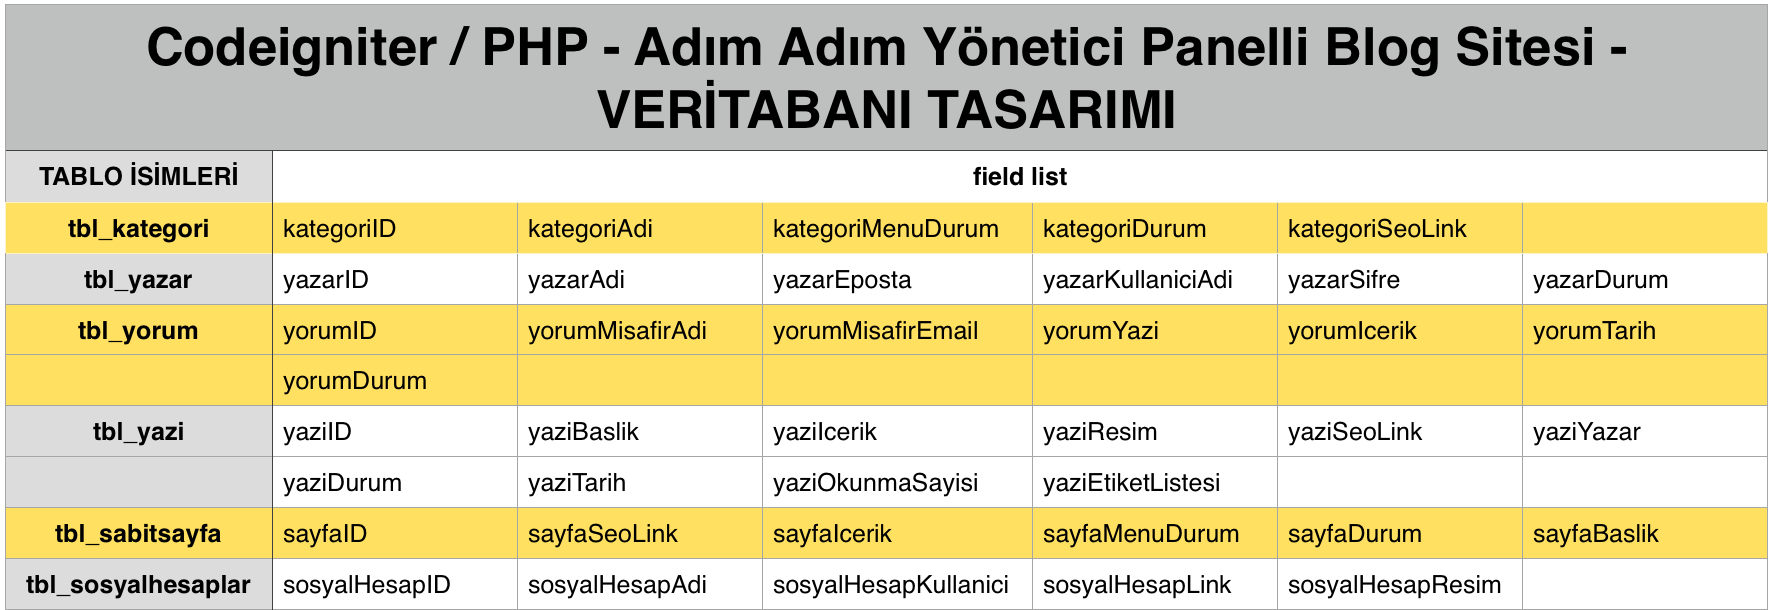 Codeigniter / PHP - Adım Adım Yönetici Panelli Blog Sitesi -
VERİTABANI TASARIMI
TABLO İSİMLERİ field list
tbl_kategori kategoriID kategoriAdi kategoriMenuDurum kategoriDurum kategoriSeoLink
tbl_yazar yazarID yazarAdi yazarEposta yazarKullaniciAdi yazarSifre yazarDurum
tbl_yorum yorumID yorumMisafirAdi yorumMisafirEmail yorumYazi yorumIcerik yorumTarih
yorumDurum
tbl_yazi yaziID yaziBaslik yaziIcerik yaziResim yaziSeoLink yaziYazar
yaziDurum yaziTarih yaziOkunmaSayisi yaziEtiketListesi
tbl_sabitsayfa sayfaID sayfaSeoLink sayfaIcerik sayfaMenuDurum sayfaDurum sayfaBaslik
tbl_sosyalhesaplar sosyalHesapID sosyalHesapAdi sosyalHesapKullanici sosyalHesapLink sosyalHesapResim